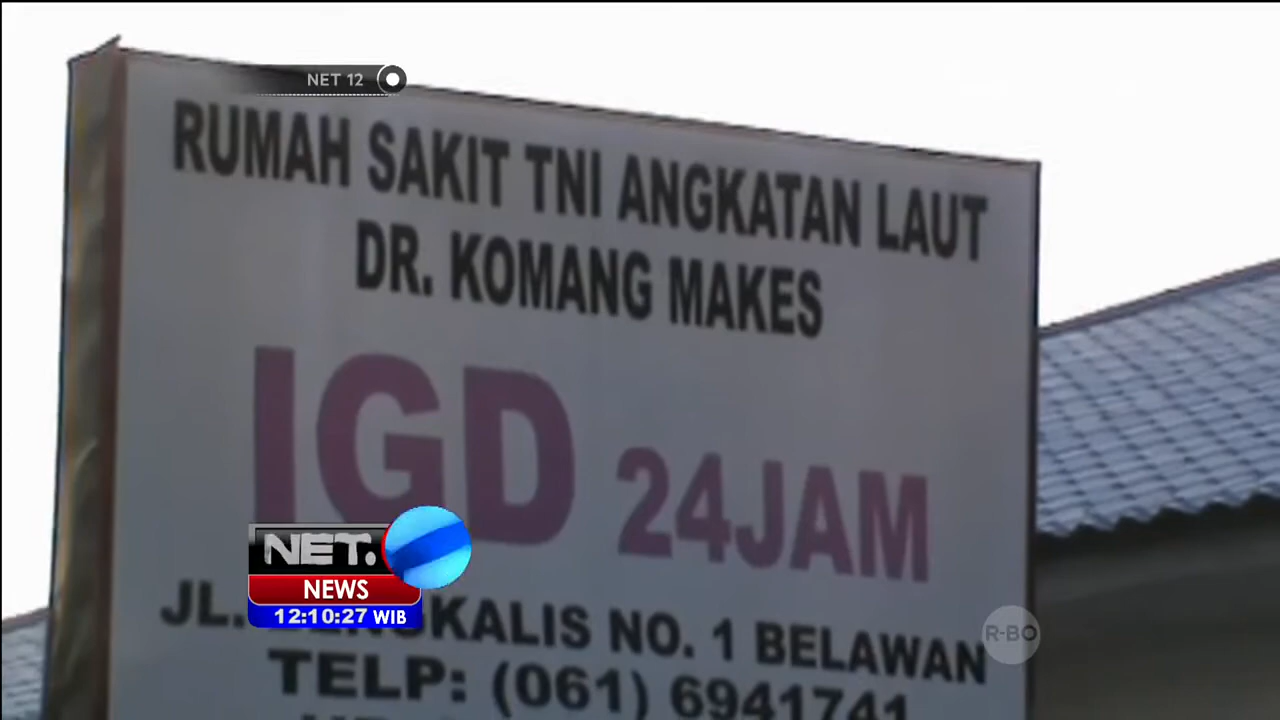 NET 12
RUMAH SAKIT TNI ANGKATAN LAUT
DR. KOMANG MAKES
IGD 24JAM
NET.
NEWS
12:10:27 WIB
JL. BENGKALIS NO. 1 BELAWAN
R-BO
TELP: (061) 6941741